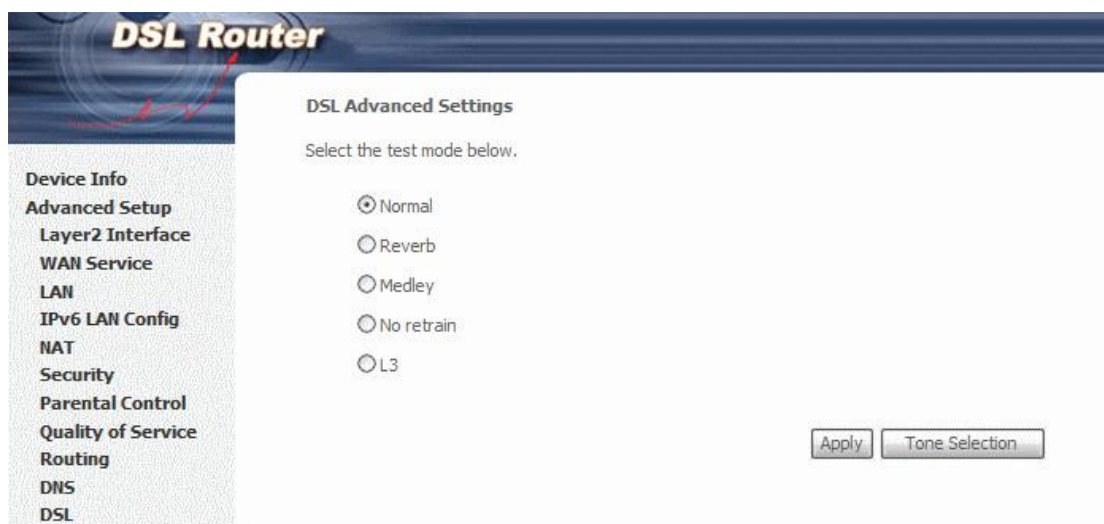 DSL Router
DSL Advanced Settings
Select the test mode below.
Normal
Reverb
Medley
No retrain
L3
Apply
Tone Selection
Device Info
Advanced Setup
Layer2 Interface
WAN Service
LAN
IPv6 LAN Config
NAT
Security
Parental Control
Quality of Service
Routing
DNS
DSL